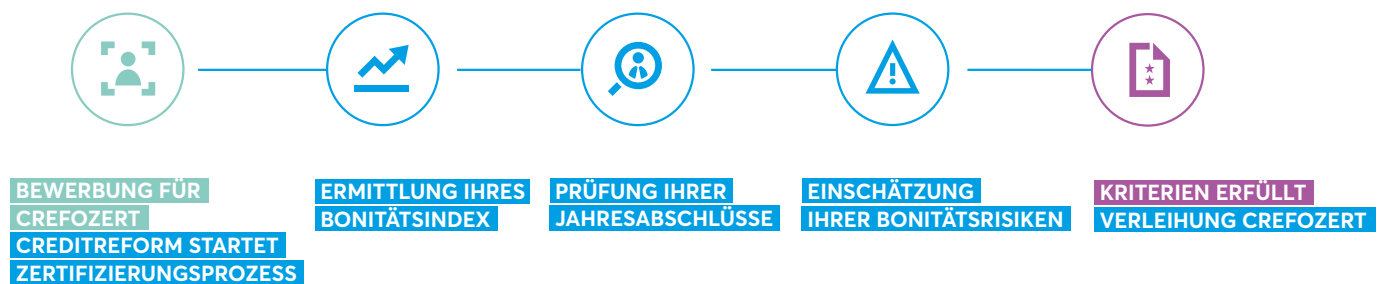 BEWERBUNG FÜR
CREFOZERT
CREDITREFORM STARTET
ZERTIFIZIERUNGSPROZESS
ERMITTLUNG IHRES
BONITÄTSINDEX
PRÜFUNG IHRER
JAHRESABSCHLÜSSE
EINSCHÄTZUNG
IHRER BONITÄTSRISIKEN
KRITERIEN ERFÜLLT
VERLEIHUNG CREFOZERT